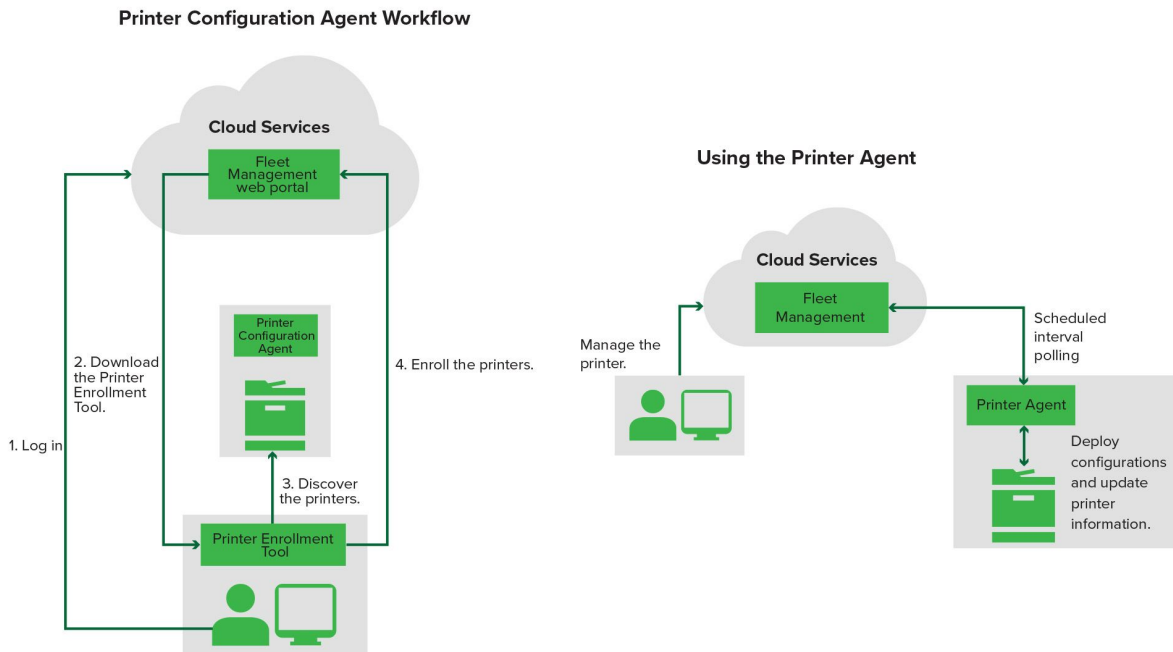 Printer Configuration Agent Workflow
Cloud Services
Fleet
Management
web portal
Printer
Configuration
Agent
2. Download
the Printer
Enrollment
Tool.
4. Enroll the printers.
1. Log in
3. Discover
the printers.
Printer Enrollment
Tool
Using the Printer Agent
Cloud Services
Fleet
Management
Manage the
printer.
Scheduled
interval
polling
Printer Agent
Deploy
configurations
and update
printer
information.